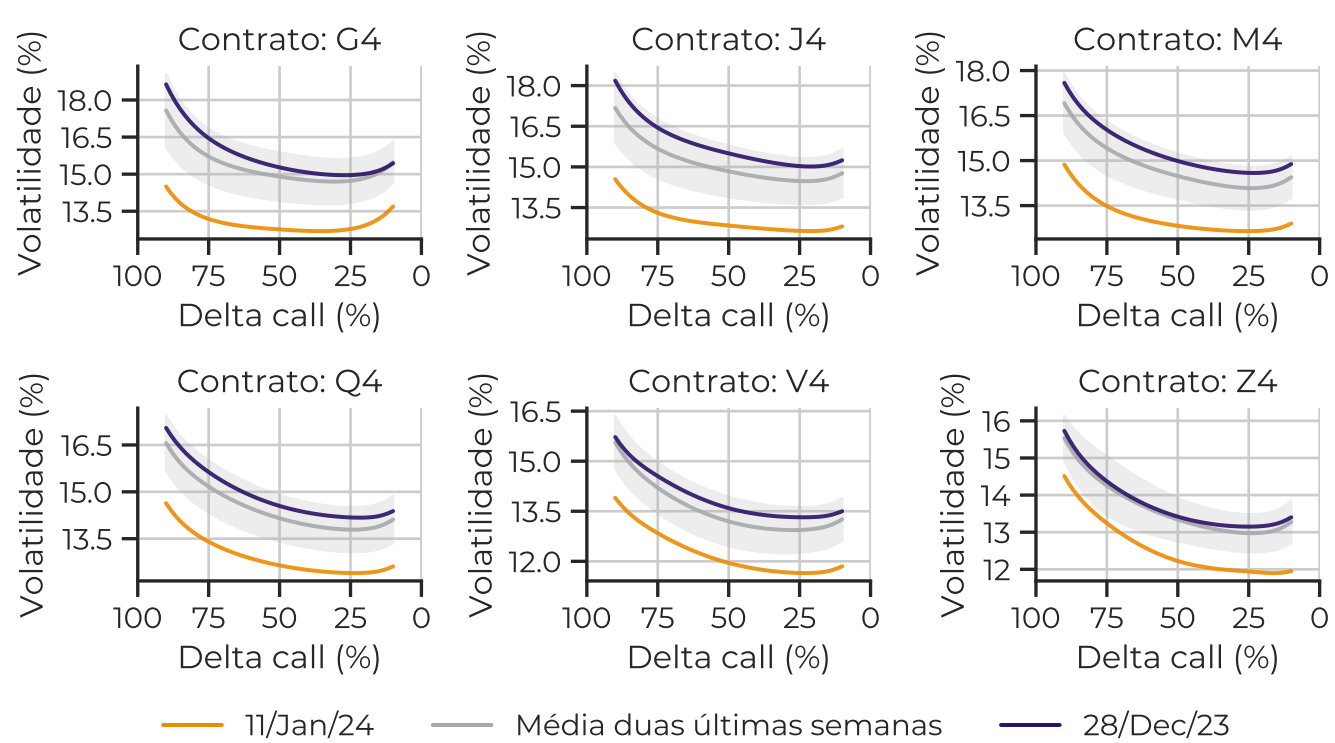 Contrato: G4
Volatilidade (%)
18.0
16.5
15.0
13.5
100 75 50 25 0
Delta call (%)
Contrato: J4
Volatilidade (%)
18.0
16.5
15.0
13.5
100 75 50 25 0
Delta call (%)
Contrato: M4
Volatilidade (%)
18.0
16.5
15.0
13.5
100 75 50 25 0
Delta call (%)
Contrato: Q4
Volatilidade (%)
16.5
15.0
13.5
100 75 50 25 0
Delta call (%)
Contrato: V4
Volatilidade (%)
16.5
15.0
13.5
12.0
100 75 50 25 0
Delta call (%)
Contrato: Z4
Volatilidade (%)
16
15
14
13
12
100 75 50 25 0
Delta call (%)
11/Jan/24 Média duas últimas semanas 28/Dec/23